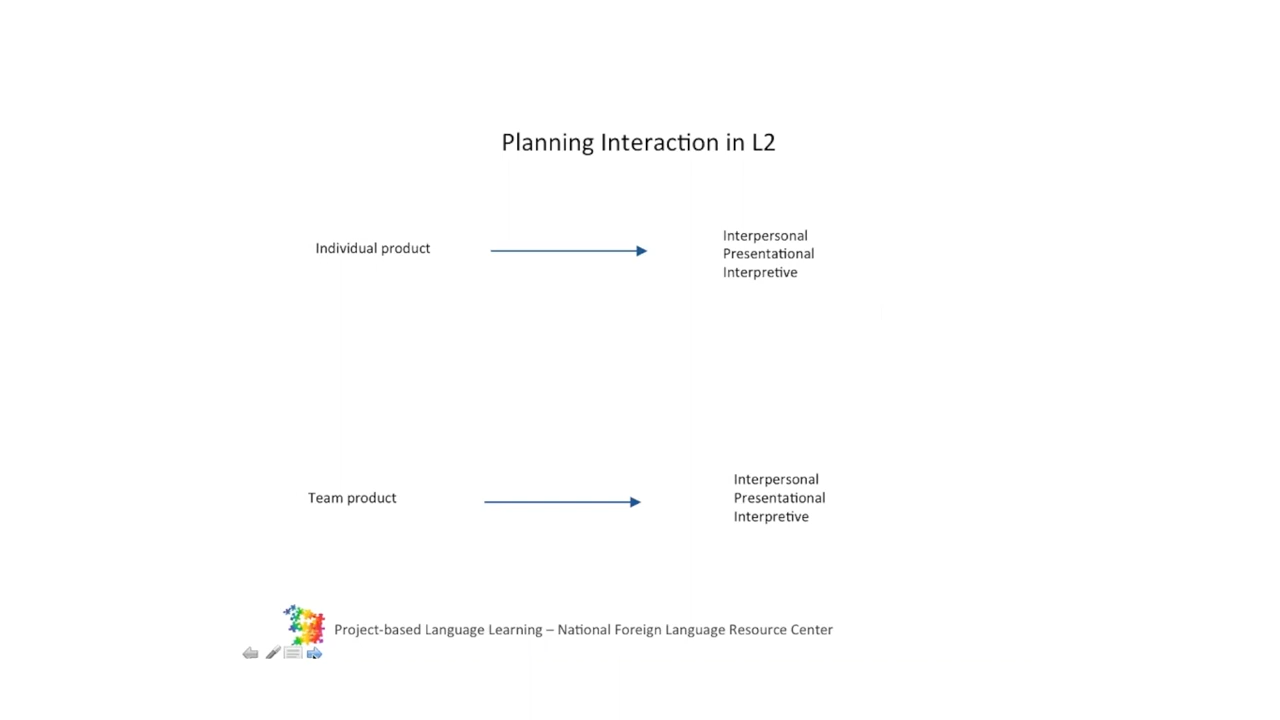 Planning Interaction in L2
Individual product
Interpersonal
Presentational
Interpretive
Team product
Interpersonal
Presentational
Interpretive
Project-based Language Learning – National Foreign Language Resource Center